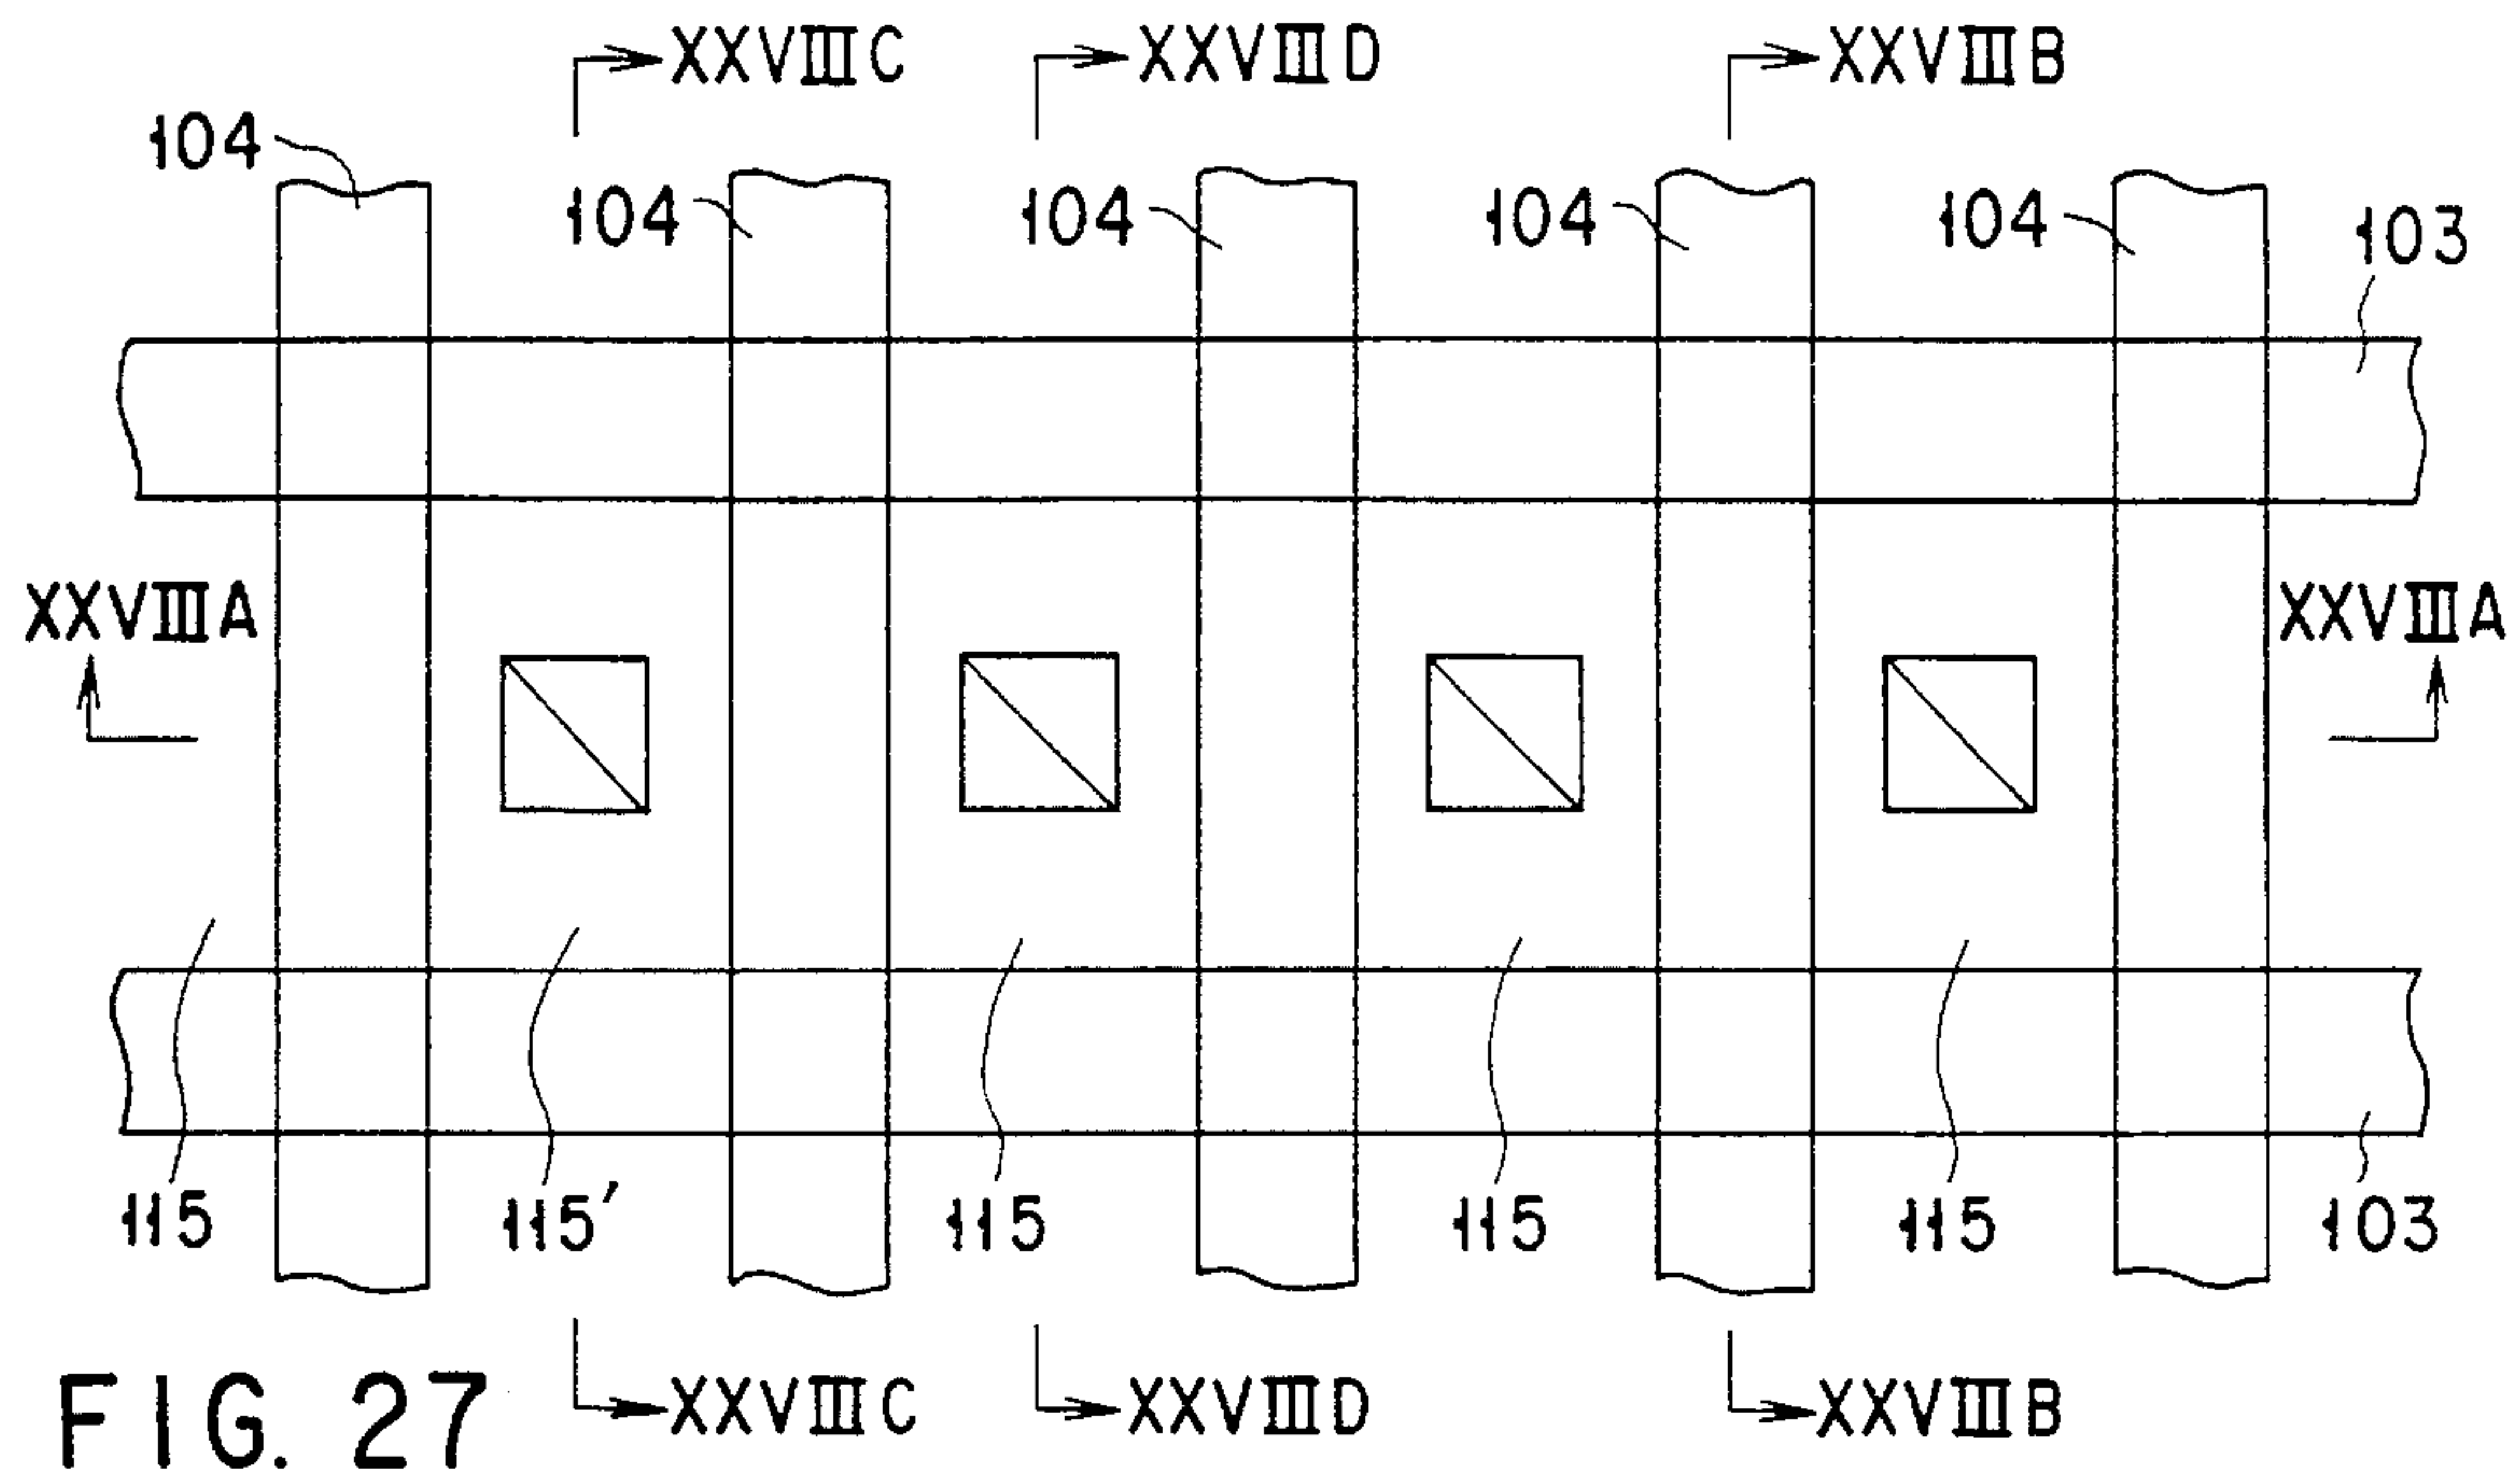 XXVIIIC XXVIIID XXVIIIB
104
104 104 104 104 103
XXVIIIA XXVIIIA
115 115′ 115 115 115 103
XXVIIIC XXVIIID XXVIIIB
FIG. 27